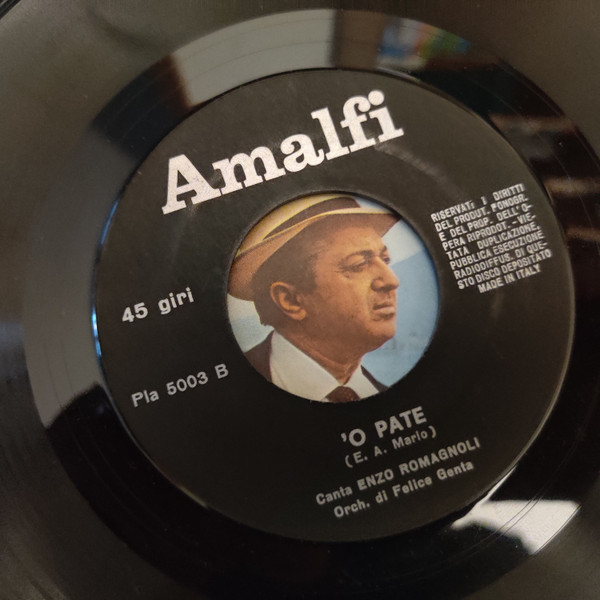 Amalfi
RISERVATI I DIRITTI
DEL PRODUT. FONOGR.
E DEL PROP. DELL'O-
PERA RIPRODOT. - VIE-
TATA DUPLICAZIONE,
PUBBLICA ESECUZIONE,
RADIODIFFUS. DI QUE-
STO DISCO DEPOSITATO
MADE IN ITALY
45 giri
Pla 5003 B
'O PATE
(E. A. Mario)
Canta ENZO ROMAGNOLI
Orch. di Felice Genta